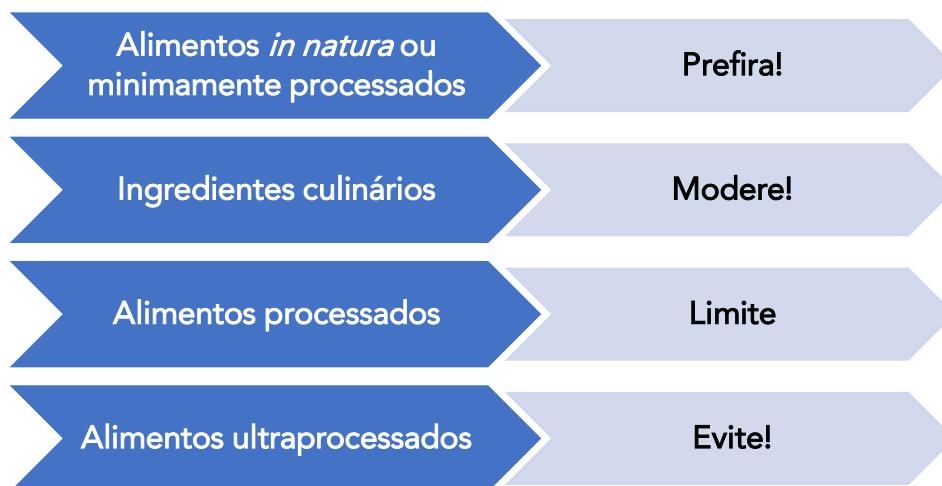 Alimentos in natura ou
minimamente processados
Prefira!
Ingredientes culinários
Modere!
Alimentos processados
Limite
Alimentos ultraprocessados
Evite!